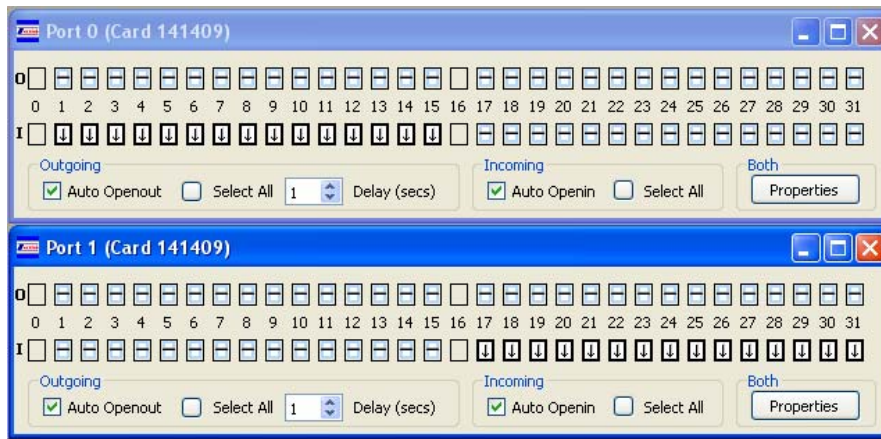 Port 0 (Card 141409)
O
0 1 2 3 4 5 6 7 8 9 10 11 12 13 14 15 16 17 18 19 20 21 22 23 24 25 26 27 28 29 30 31
I
Outgoing Incoming Both
Auto Openout Select All 1 Delay (secs) Auto Openin Select All Properties
Port 1 (Card 141409)
O
0 1 2 3 4 5 6 7 8 9 10 11 12 13 14 15 16 17 18 19 20 21 22 23 24 25 26 27 28 29 30 31
I
Outgoing Incoming Both
Auto Openout Select All 1 Delay (secs) Auto Openin Select All Properties